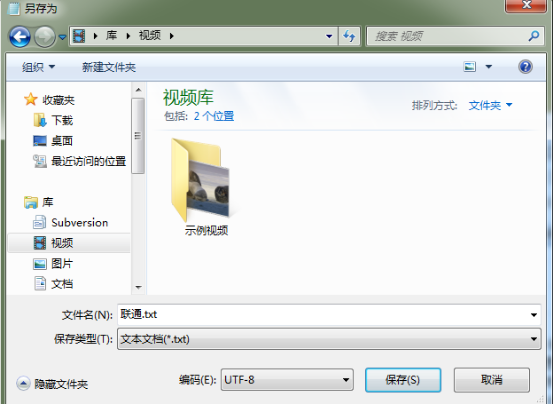 另存为
库 视频
搜索 视频
组织 新建文件夹
收藏夹
下载
桌面
最近访问的位置
库
Subversion
视频
图片
文档
视频库
包括: 2 个位置
排列方式: 文件夹
示例视频
文件名(N): 联通.txt
保存类型(T): 文本文档(*.txt)
隐藏文件夹
编码(E): UTF-8
保存(S)
取消